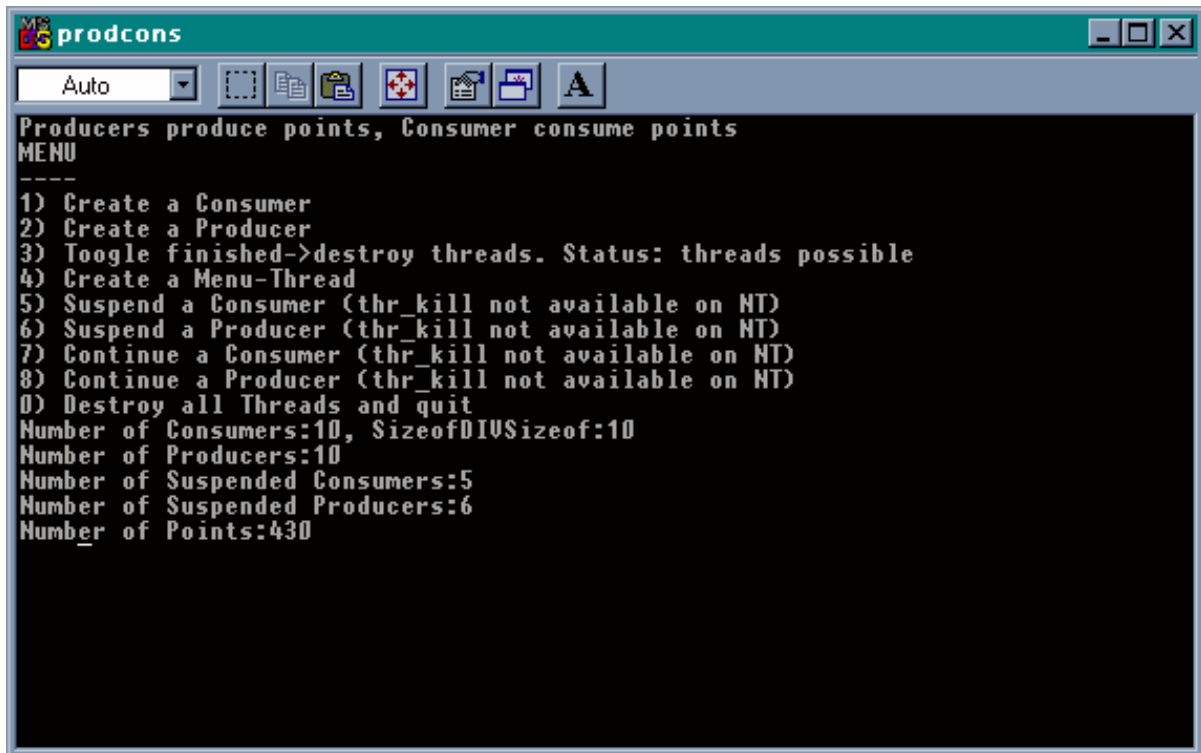 prodcons
Auto
A
Producers produce points, Consumer consume points
MENU
----
1) Create a Consumer
2) Create a Producer
3) Toogle finished->destroy threads. Status: threads possible
4) Create a Menu-Thread
5) Suspend a Consumer (thr_kill not available on NT)
6) Suspend a Producer (thr_kill not available on NT)
7) Continue a Consumer (thr_kill not available on NT)
8) Continue a Producer (thr_kill not available on NT)
0) Destroy all Threads and quit
Number of Consumers:10, SizeofDIVSizeof:10
Number of Producers:10
Number of Suspended Consumers:5
Number of Suspended Producers:6
Number of Points:430